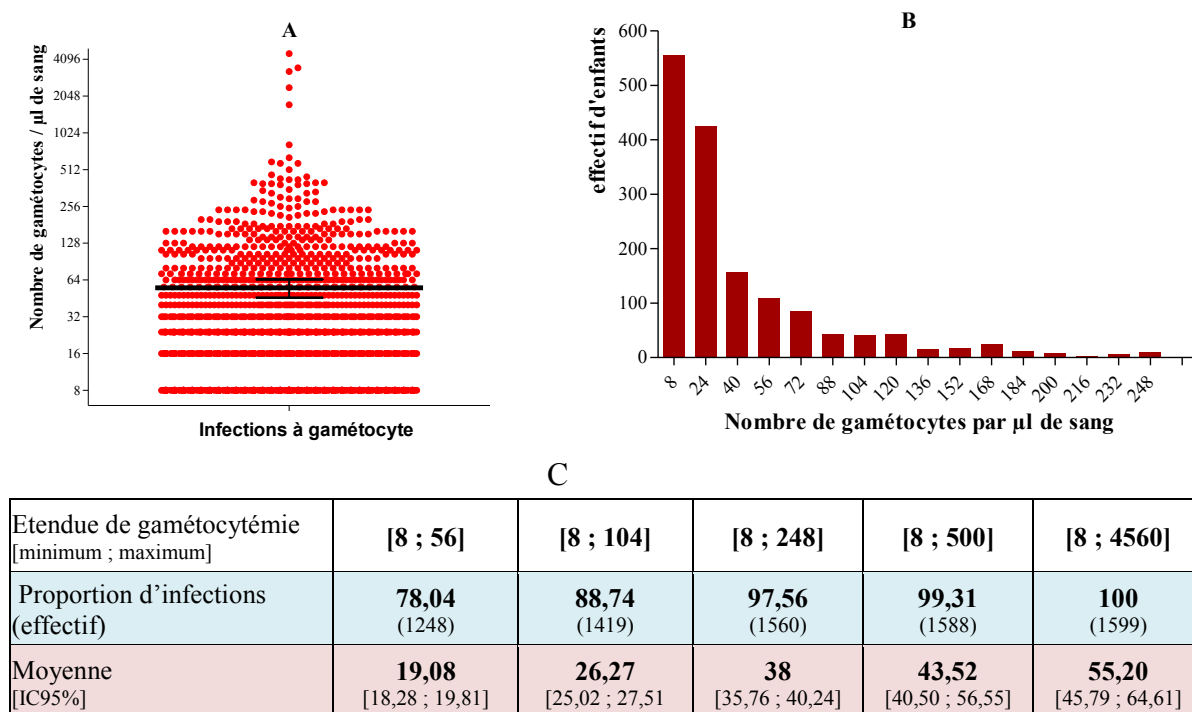 A
Nombre de gamétocytes / µl de sang
4096
2048
1024
512
256
128
64
32
16
8
Infections à gamétocyte
B
effectif d'enfants
600
500
400
300
200
100
0
8 24 40 56 72 88 104 120 136 152 168 184 200 216 232 248
Nombre de gamétocytes par µl de sang
C
Etendue de gamétocytémie [8 ; 56] [8 ; 104] [8 ; 248] [8 ; 500] [8 ; 4560]
[minimum ; maximum]
Proportion d’infections 78,04 88,74 97,56 99,31 100
(effectif) (1248) (1419) (1560) (1588) (1599)
Moyenne 19,08 26,27 38 43,52 55,20
[IC95%] [18,28 ; 19,81] [25,02 ; 27,51 [35,76 ; 40,24] [40,50 ; 56,55] [45,79 ; 64,61]